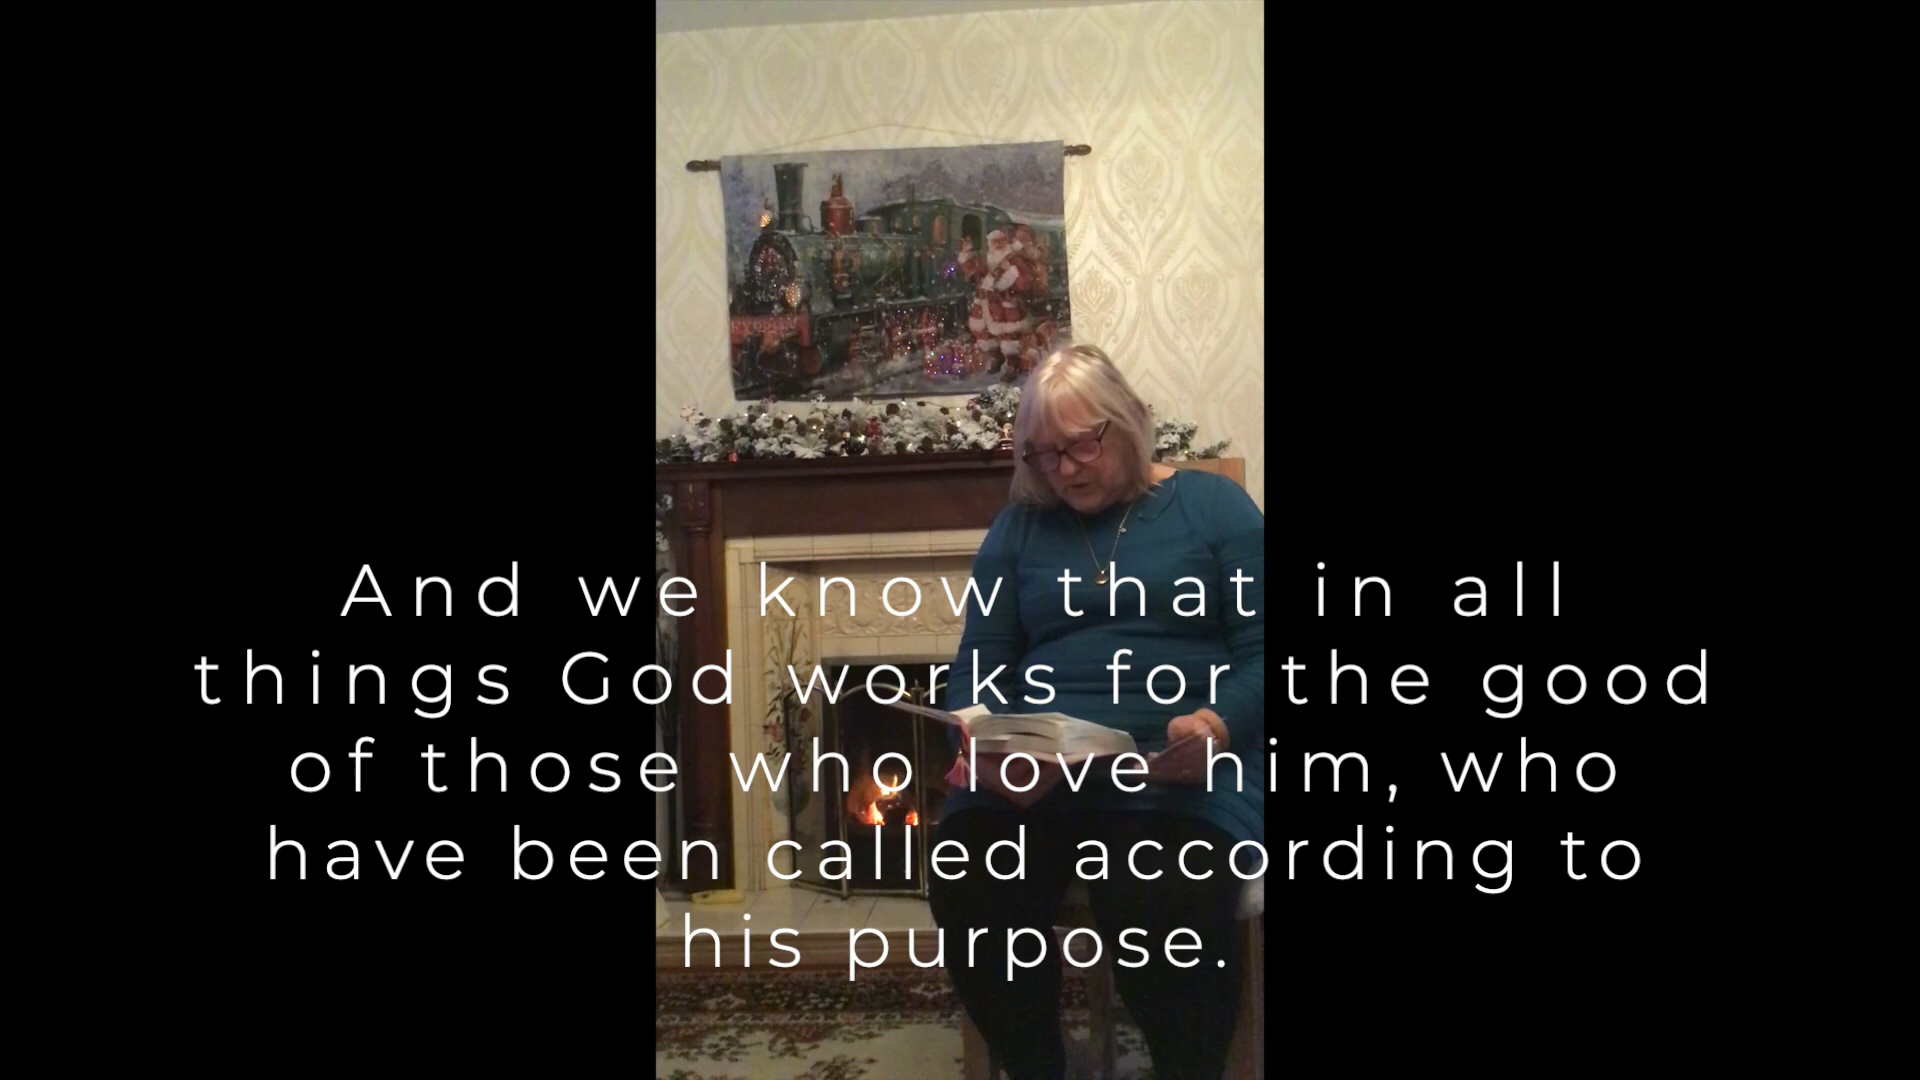 EXPRESS
And we know that in all
things God works for the good
of those who love him, who
have been called according to
his purpose.